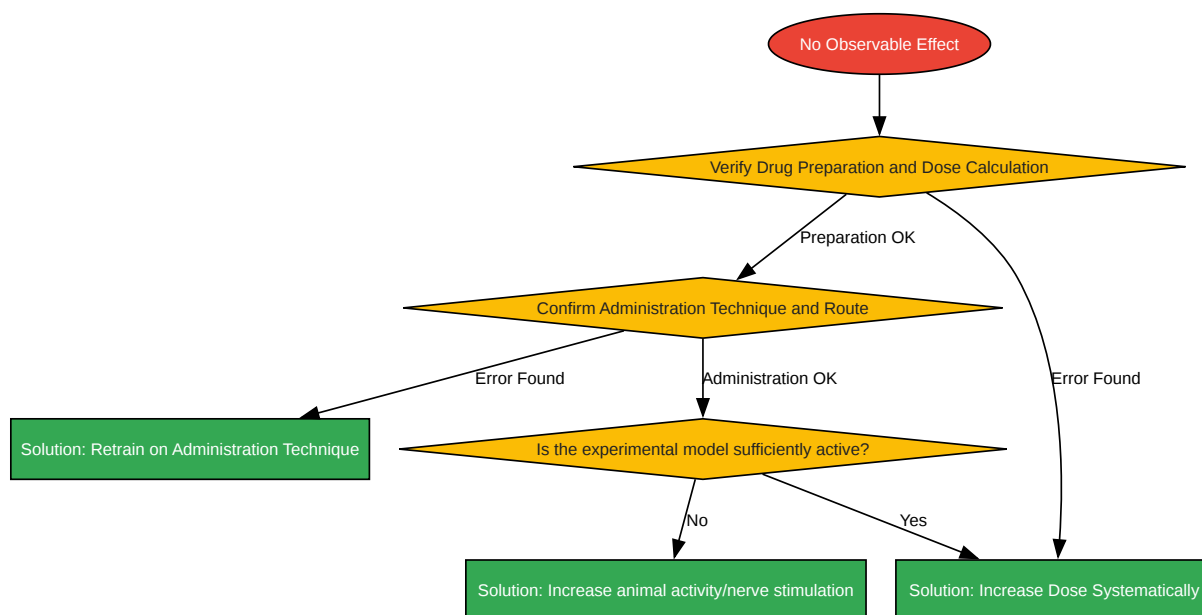 No Observable Effect
Verify Drug Preparation and Dose Calculation
Preparation OK
Confirm Administration Technique and Route
Error Found
Administration OK
Error Found
Solution: Retrain on Administration Technique
Is the experimental model sufficiently active?
No
Yes
Solution: Increase animal activity/nerve stimulation
Solution: Increase Dose Systematically